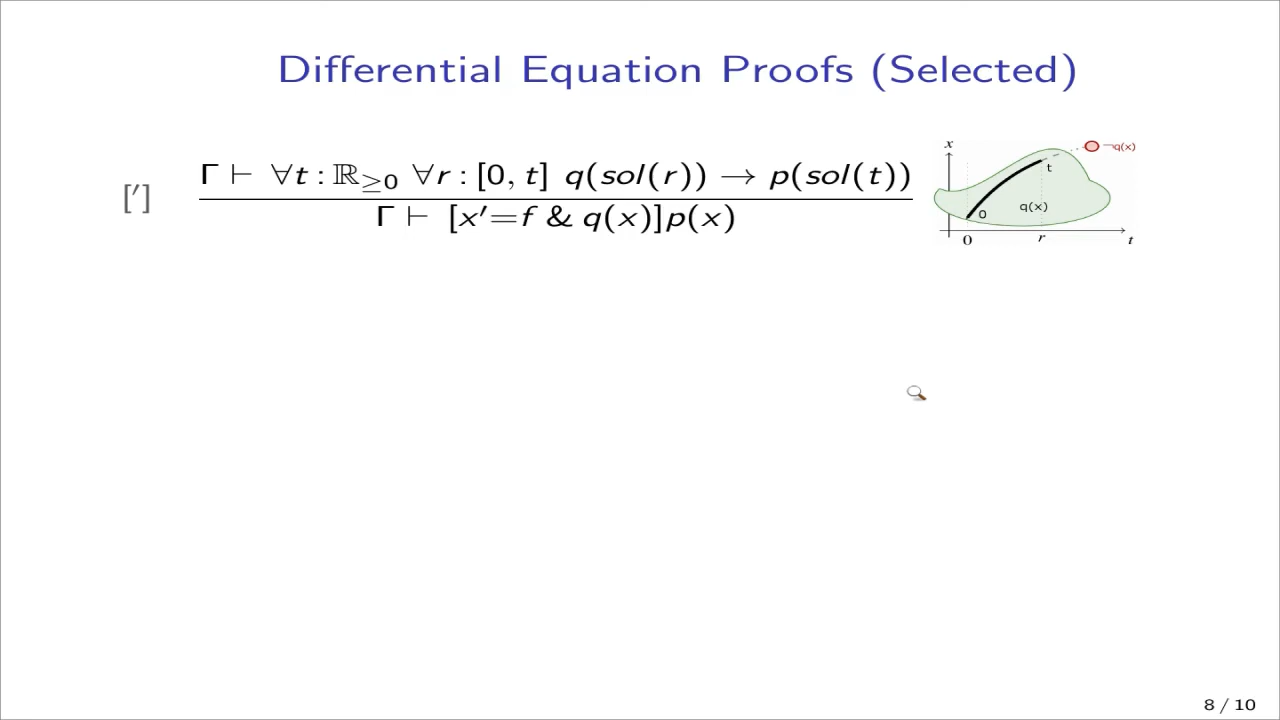 Differential Equation Proofs (Selected)
[′] Γ ⊢ ∀t : ℝ≥0 ∀r : [0, t] q(sol(r)) → p(sol(t))
Γ ⊢ [x′=f & q(x)]p(x)
x
¬q(x)
t
q(x)
0
0
r
t
8 / 10